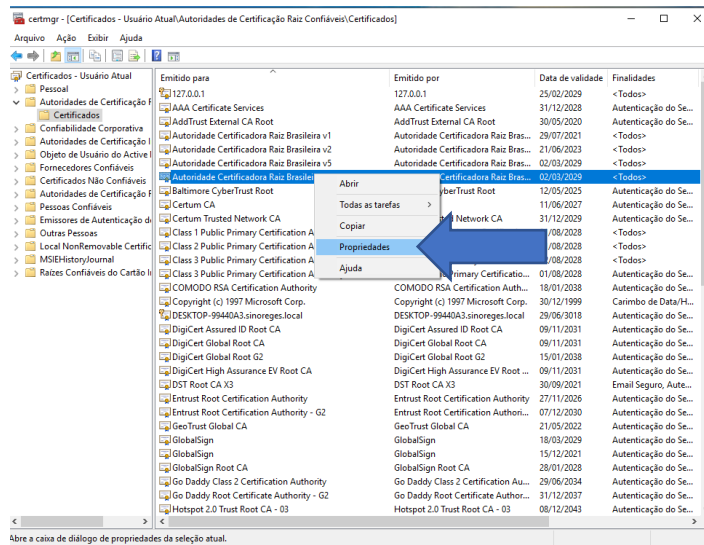 certmgr - [Certificados - Usuário Atual\Autoridades de Certificação Raiz Confiáveis\Certificados]
Arquivo Ação Exibir Ajuda
Certificados - Usuário Atual
Pessoal
Autoridades de Certificação F
Certificados
Confiabilidade Corporativa
Autoridades de Certificação I
Objeto de Usuário do Active I
Fornecedores Confiáveis
Certificados Não Confiáveis
Autoridades de Certificação F
Pessoas Confiáveis
Emissores de Autenticação d
Outras Pessoas
Local NonRemovable Certific
MSIEHistoryJournal
Raízes Confiáveis do Cartão I
Emitido para Emitido por Data de validade Finalidades
127.0.0.1 127.0.0.1 25/02/2029 <Todos>
AAA Certificate Services AAA Certificate Services 31/12/2028 Autenticação do Se...
AddTrust External CA Root AddTrust External CA Root 30/05/2020 Autenticação do Se...
Autoridade Certificadora Raiz Brasileira v1 Autoridade Certificadora Raiz Bras... 29/07/2021 <Todos>
Autoridade Certificadora Raiz Brasileira v2 Autoridade Certificadora Raiz Bras... 21/06/2023 <Todos>
Autoridade Certificadora Raiz Brasileira v5 Autoridade Certificadora Raiz Bras... 02/03/2029 <Todos>
Autoridade Certificadora Raiz Brasilei Certificadora Raiz Bras... 02/03/2029 <Todos>
Baltimore CyberTrust Root yberTrust Root 12/05/2025 Autenticação do Se...
Certum CA 11/06/2027 Autenticação do Se...
Certum Trusted Network CA Network CA 31/12/2029 Autenticação do Se...
Class 1 Public Primary Certification A /08/2028 <Todos>
Class 2 Public Primary Certification A /08/2028 <Todos>
Class 3 Public Primary Certification A /08/2028 <Todos>
Class 3 Public Primary Certification A rimary Certificatio... 01/08/2028 Autenticação do Se...
COMODO RSA Certification Authority COMODO RSA Certification Auth... 18/01/2038 Autenticação do Se...
Copyright (c) 1997 Microsoft Corp. Copyright (c) 1997 Microsoft Corp. 30/12/1999 Carimbo de Data/H...
DESKTOP-99440A3.sinoreges.local DESKTOP-99440A3.sinoreges.local 29/06/3018 Autenticação do Se...
DigiCert Assured ID Root CA DigiCert Assured ID Root CA 09/11/2031 Autenticação do Se...
DigiCert Global Root CA DigiCert Global Root CA 09/11/2031 Autenticação do Se...
DigiCert Global Root G2 DigiCert Global Root G2 15/01/2038 Autenticação do Se...
DigiCert High Assurance EV Root CA DigiCert High Assurance EV Root ... 09/11/2031 Autenticação do Se...
DST Root CA X3 DST Root CA X3 30/09/2021 Email Seguro, Aute...
Entrust Root Certification Authority Entrust Root Certification Authority 27/11/2026 Autenticação do Se...
Entrust Root Certification Authority - G2 Entrust Root Certification Authori... 07/12/2030 Autenticação do Se...
GeoTrust Global CA GeoTrust Global CA 21/05/2022 Autenticação do Se...
GlobalSign GlobalSign 18/03/2029 Autenticação do Se...
GlobalSign GlobalSign 15/12/2021 Autenticação do Se...
GlobalSign Root CA GlobalSign Root CA 28/01/2028 Autenticação do Se...
Go Daddy Class 2 Certification Authority Go Daddy Class 2 Certification Au... 29/06/2034 Autenticação do Se...
Go Daddy Root Certificate Authority - G2 Go Daddy Root Certificate Author... 31/12/2037 Autenticação do Se...
Hotspot 2.0 Trust Root CA - 03 Hotspot 2.0 Trust Root CA - 03 08/12/2043 Autenticação do Se...
Abrir
Todas as tarefas
Copiar
Propriedades
Ajuda
Abre a caixa de diálogo de propriedades da seleção atual.